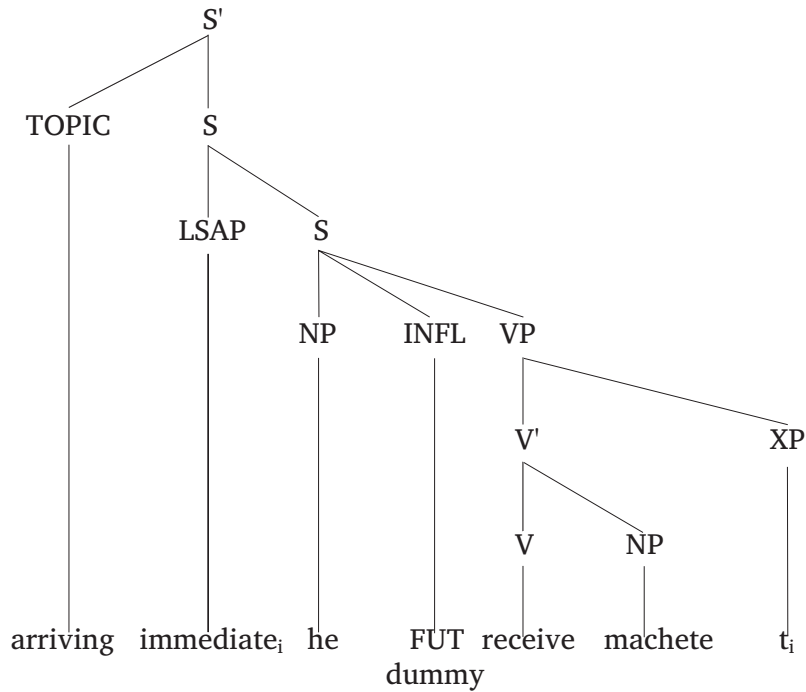 S'
TOPIC S
LSAP S
NP INFL VP
V' XP
V NP
arriving immediateᵢ he FUT receive machete tᵢ
dummy